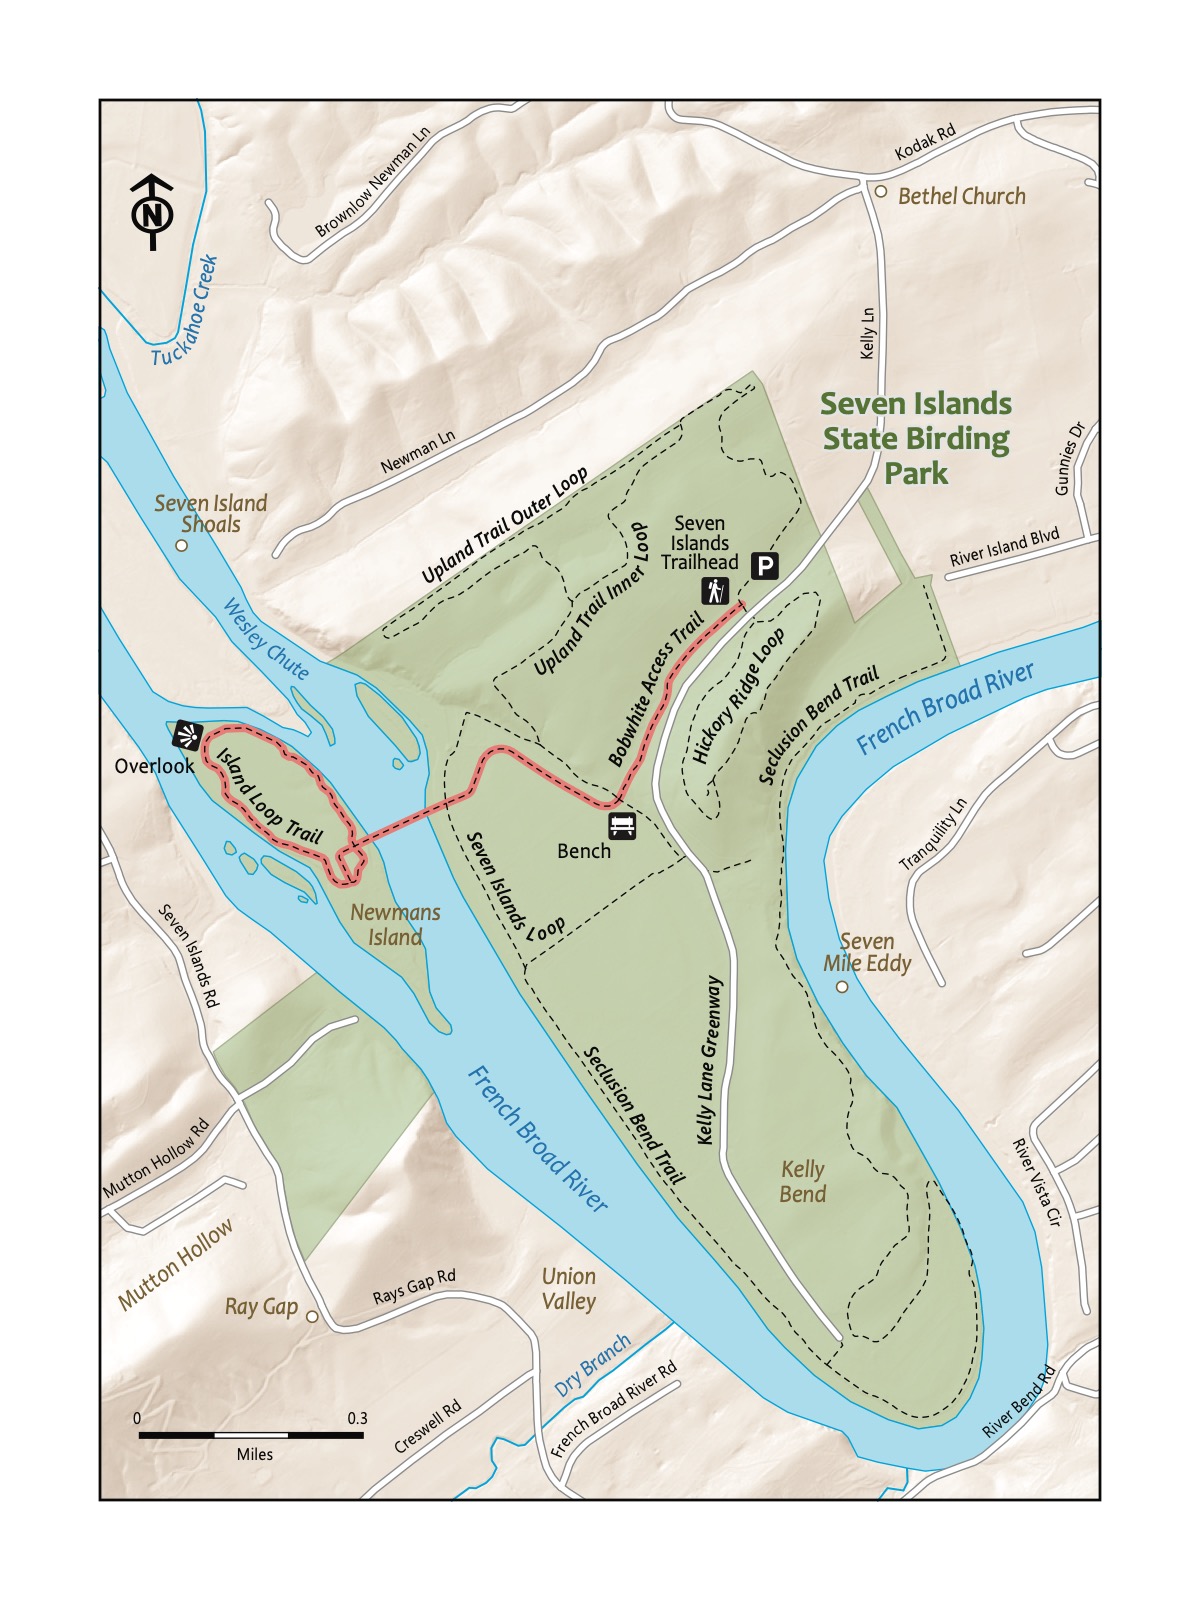 Kodak Rd
Bethel Church
Brownlow Newman Ln
N
Tuckahoe Creek
Kelly Ln
Seven Islands
State Birding
Park
Newman Ln
Gunnies Dr
Seven Island
Shoals
Upland Trail Outer Loop
Upland Trail Inner Loop
Seven
Islands
Trailhead
P
River Island Blvd
Wesley Chute
Bobwhite Access Trail
Hickory Ridge Loop
Seclusion Bend Trail
French Broad River
Overlook
Island Loop Trail
Bench
Seven Islands Loop
Tranquility Ln
Newmans
Island
Seven Islands Rd
Seven
Mile Eddy
Kelly Lane Greenway
French Broad River
Seclusion Bend Trail
Mutton Hollow Rd
Kelly
Bend
River Vista Cir
Mutton Hollow
Ray Gap
Rays Gap Rd
Union
Valley
Dry Branch
French Broad River Rd
Creswell Rd
River Bend Rd
0 0.3
Miles